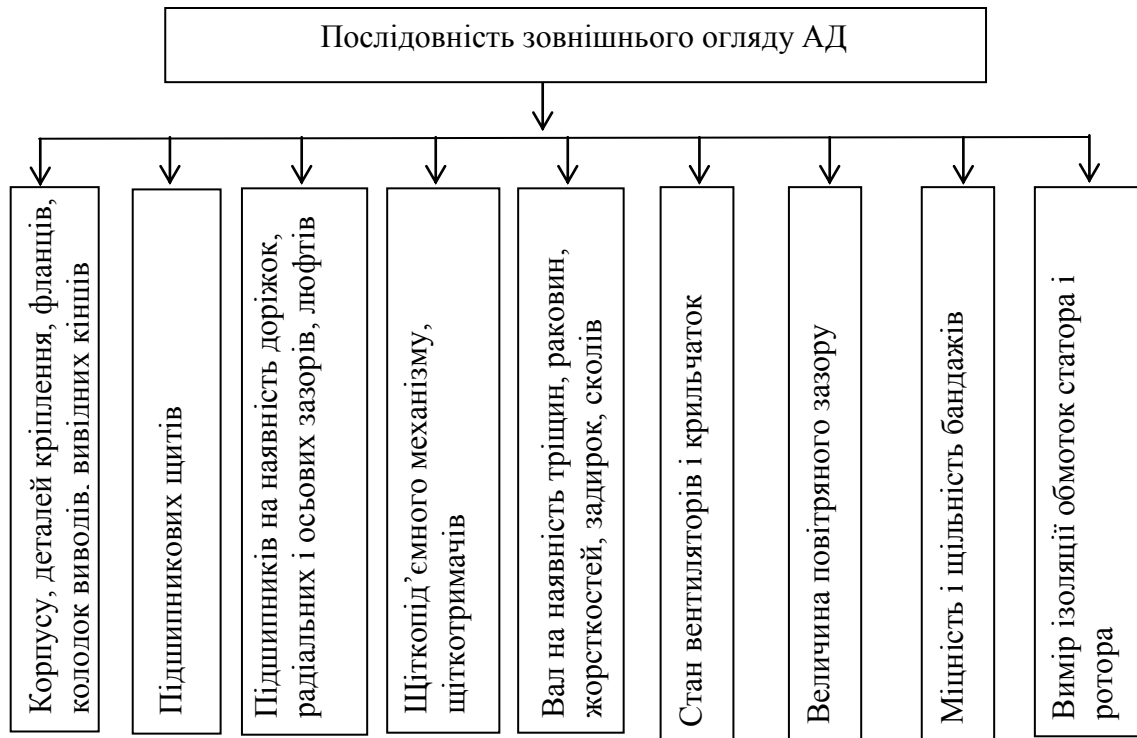 Послідовність зовнішнього огляду АД
Корпусу, деталей кріплення, фланців,
колодок виводів. вивідних кінців
Підшипникових щитів
Підшипників на наявність доріжок,
радіальних і осьових зазорів, люфтів
Щіткопід’ємного механізму,
щіткотримачів
Вал на наявність тріщин, раковин,
жорсткостей, задирок, сколів
Стан вентиляторів і крильчаток
Величина повітряного зазору
Міцність і щільність бандажів
Вимір ізоляції обмоток статора і
ротора